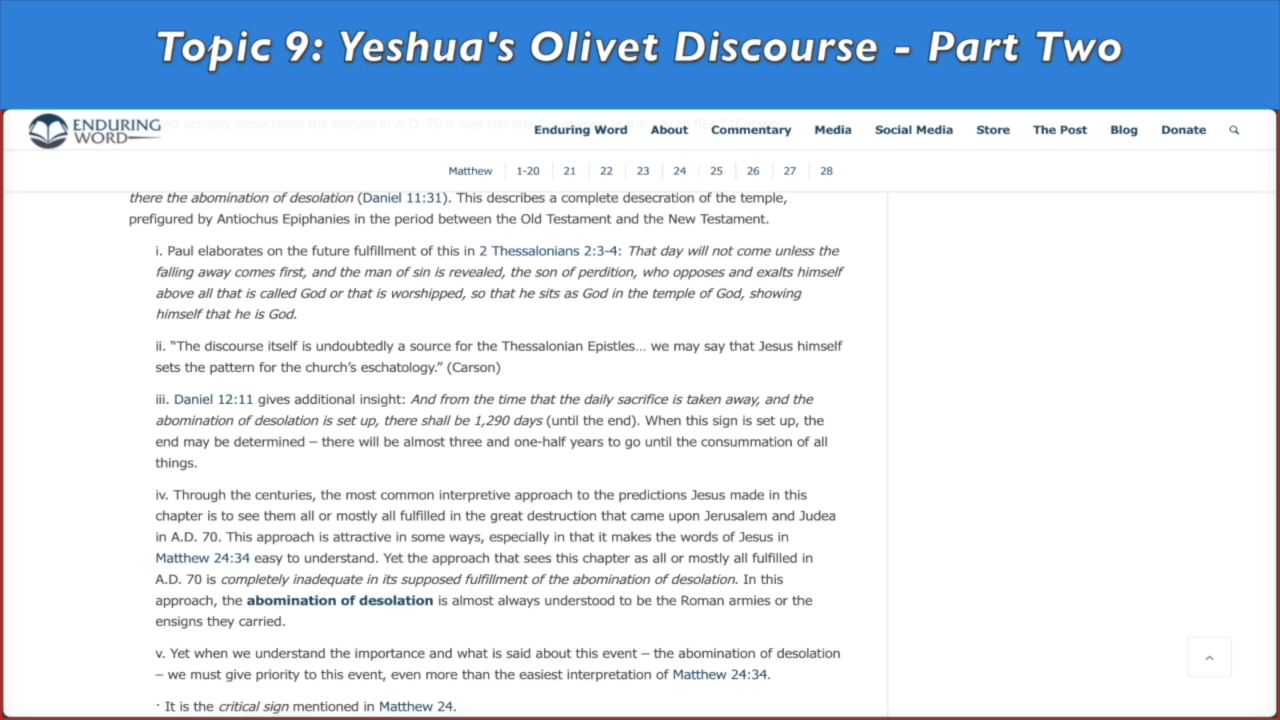 Topic 9: Yeshua's Olivet Discourse - Part Two
ENDURING
WORD
Enduring Word About Commentary Media Social Media Store The Post Blog Donate
Matthew 1-20 21 22 23 24 25 26 27 28
there the abomination of desolation (Daniel 11:31). This describes a complete desecration of the temple,
prefigured by Antiochus Epiphanies in the period between the Old Testament and the New Testament.
i. Paul elaborates on the future fulfillment of this in 2 Thessalonians 2:3-4: That day will not come unless the
falling away comes first, and the man of sin is revealed, the son of perdition, who opposes and exalts himself
above all that is called God or that is worshipped, so that he sits as God in the temple of God, showing
himself that he is God.
ii. “The discourse itself is undoubtedly a source for the Thessalonian Epistles… we may say that Jesus himself
sets the pattern for the church’s eschatology.” (Carson)
iii. Daniel 12:11 gives additional insight: And from the time that the daily sacrifice is taken away, and the
abomination of desolation is set up, there shall be 1,290 days (until the end). When this sign is set up, the
end may be determined – there will be almost three and one-half years to go until the consummation of all
things.
iv. Through the centuries, the most common interpretive approach to the predictions Jesus made in this
chapter is to see them all or mostly all fulfilled in the great destruction that came upon Jerusalem and Judea
in A.D. 70. This approach is attractive in some ways, especially in that it makes the words of Jesus in
Matthew 24:34 easy to understand. Yet the approach that sees this chapter as all or mostly all fulfilled in
A.D. 70 is completely inadequate in its supposed fulfillment of the abomination of desolation. In this
approach, the abomination of desolation is almost always understood to be the Roman armies or the
ensigns they carried.
v. Yet when we understand the importance and what is said about this event – the abomination of desolation
– we must give priority to this event, even more than the easiest interpretation of Matthew 24:34.
· It is the critical sign mentioned in Matthew 24.